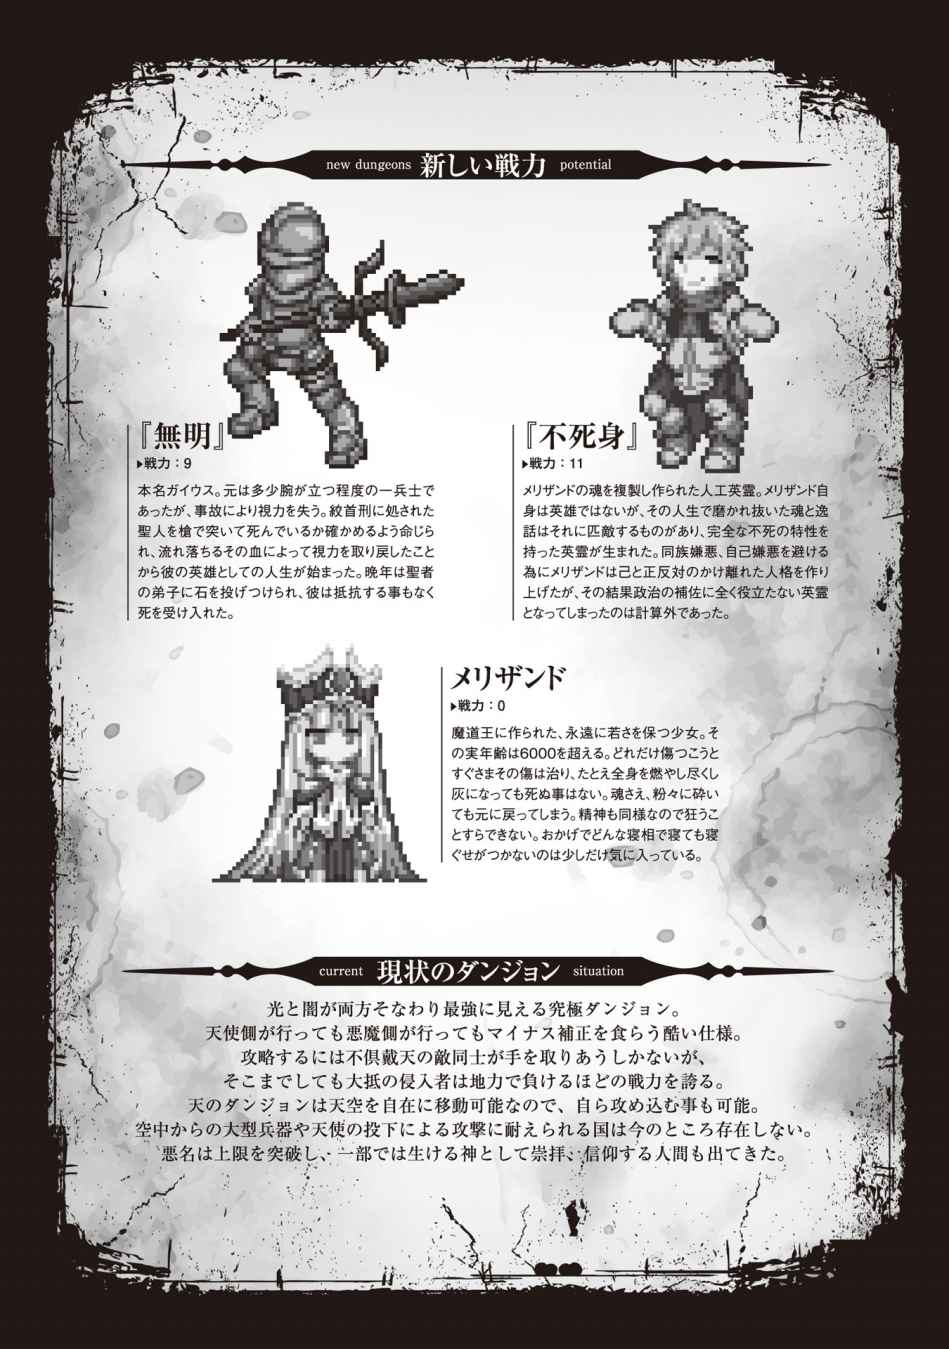 new dungeons 新しい戦力 potential
『無明』
▶戦力：9
本名ガイウス。元は多少腕が立つ程度の一兵士で
あったが、事故により視力を失う。絞首刑に処された
聖人を槍で突いて死んでいるか確かめるよう命じら
れ、流れ落ちるその血によって視力を取り戻したこと
から彼の英雄としての人生が始まった。晩年は聖者
の弟子に石を投げつけられ、彼は抵抗する事もなく
死を受け入れた。
『不死身』
▶戦力：11
メリザンドの魂を複製し作られた人工英霊。メリザンド自
身は英雄ではないが、その人生で磨かれ抜いた魂と逸
話はそれに匹敵するものがあり、完全な不死の特性を
持った英霊が生まれた。同族嫌悪、自己嫌悪を避ける
為にメリザンドは己と正反対のかけ離れた人格を作り
上げたが、その結果政治の補佐に全く役立たない英霊
となってしまったのは計算外であった。
メリザンド
▶戦力：0
魔道王に作られた、永遠に若さを保つ少女。そ
の実年齢は6000を超える。どれだけ傷つこうと
すぐさまその傷は治り、たとえ全身を燃やし尽くし
灰になっても死ぬ事はない。魂さえ、粉々に砕い
ても元に戻ってしまう。精神も同様なので狂うこ
とすらできない。おかげでどんな寝相で寝ても寝
ぐせがつかないのは少しだけ気に入っている。
current 現状のダンジョン situation
光と闇が両方そなわり最強に見える究極ダンジョン。
天使側が行っても悪魔側が行ってもマイナス補正を食らう酷い仕様。
攻略するには不倶戴天の敵同士が手を取りあうしかないが、
そこまでしても大抵の侵入者は地力で負けるほどの戦力を誇る。
天のダンジョンは天空を自在に移動可能なので、自ら攻め込む事も可能。
空中からの大型兵器や天使の投下による攻撃に耐えられる国は今のところ存在しない。
悪名は上限を突破し、一部では生ける神として崇拝、信仰する人間も出てきた。